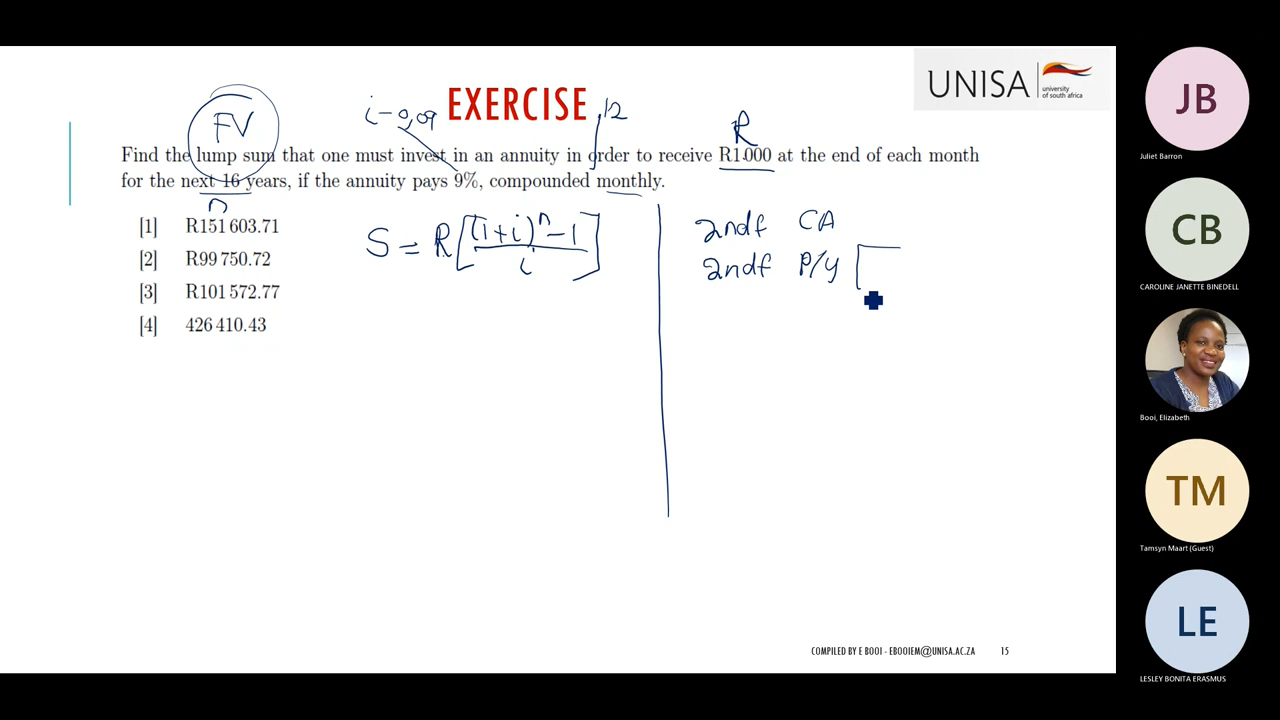 UNISA
university
of south africa
FV
i - 0,09
EXERCISE
,12
R
Find the lump sum that one must invest in an annuity in order to receive R1 000 at the end of each month
for the next 16 years, if the annuity pays 9%, compounded monthly.
n
[1] R151 603.71
[2] R99 750.72
[3] R101 572.77
[4] 426 410.43
S = R[(1+i)^n - 1 / i]
2ndf CA
2ndf P/y
COMPILED BY E BOOI - EBOOIEM@UNISA.AC.ZA
15
JB
Juliet Barron
CB
CAROLINE JANETTE BINEDELL
Booi, Elizabeth
TM
Tamsyn Maart (Guest)
LE
LESLEY BONITA ERASMUS